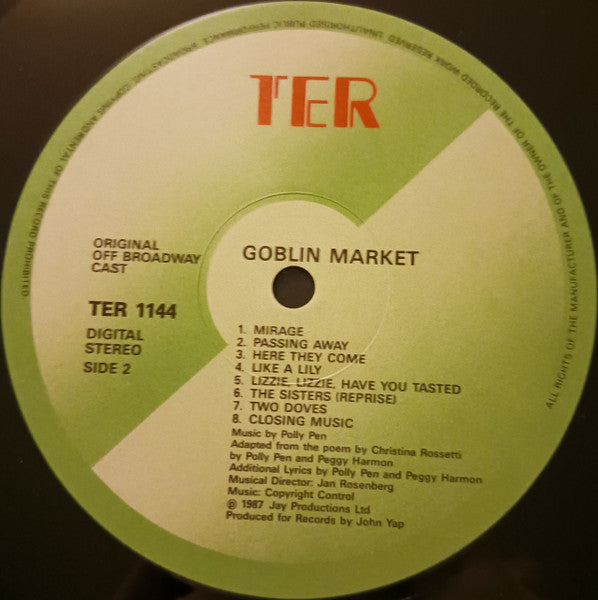 TER
ORIGINAL
OFF BROADWAY
CAST
GOBLIN MARKET
TER 1144
DIGITAL
STEREO
SIDE 2
1. MIRAGE
2. PASSING AWAY
3. HERE THEY COME
4. LIKE A LILY
5. LIZZIE, LIZZIE, HAVE YOU TASTED
6. THE SISTERS (REPRISE)
7. TWO DOVES
8. CLOSING MUSIC
Music by Polly Pen
Adapted from the poem by Christina Rossetti
by Polly Pen and Peggy Harmon
Additional Lyrics by Polly Pen and Peggy Harmon
Musical Director: Jan Rosenberg
Music: Copyright Control
℗ 1987 Jay Productions Ltd
Produced for Records by John Yap
ALL RIGHTS OF THE MANUFACTURER AND OF THE OWNER OF THE RECORDED WORK RESERVED. UNAUTHORISED PUBLIC PERFORMANCE, BROADCASTING, COPYING AND RENTAL OF THIS RECORD PROHIBITED